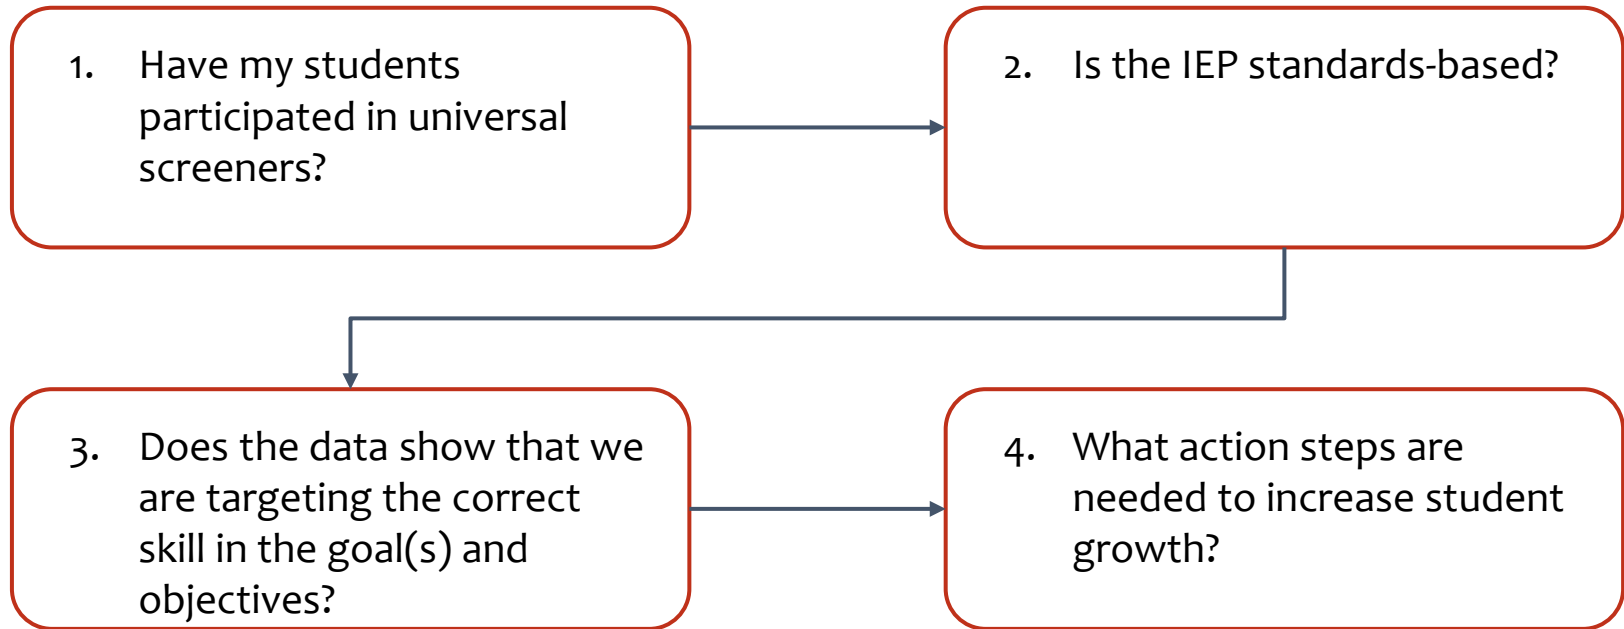 1. Have my students
participated in universal
screeners?
2. Is the IEP standards-based?
3. Does the data show that we
are targeting the correct
skill in the goal(s) and
objectives?
4. What action steps are
needed to increase student
growth?